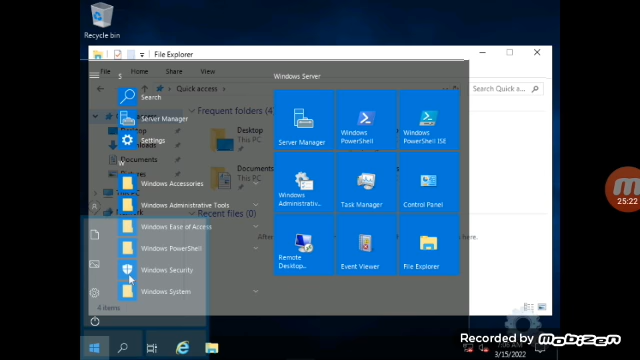 Recycle bin
File Explorer
Home
Share
View
Quick access
Search Quick a...
S
Windows Server
Search
Frequent folders (4)
Server Manager
Desktop
This PC
Settings
Server Manager
Windows PowerShell
Windows PowerShell ISE
Documents
This PC
W
Windows Accessories
Windows Administrative Tools
Windows Administrativ...
Task Manager
Control Panel
Recent files (0)
Windows Ease of Access
Windows PowerShell
Windows Security
Remote Desktop...
Event Viewer
File Explorer
Windows System
4 items
25:22
3/15/2022
Recorded by MOBIZEN